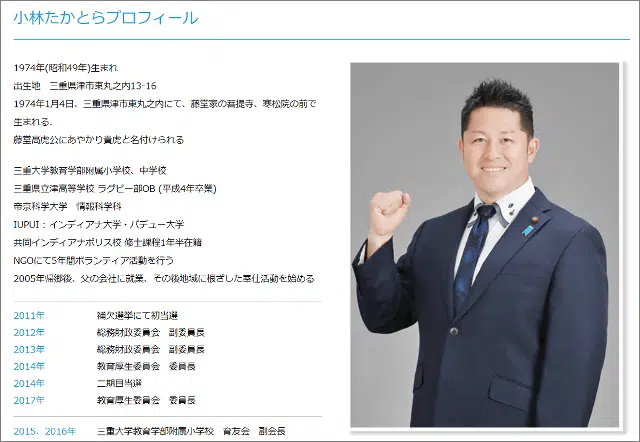 小林たかとらプロフィール
1974年(昭和49年)生まれ
出生地　三重県津市東丸之内13-16
1974年1月4日、三重県津市東丸之内にて、藤堂家の菩提寺、寒松院の前で
生まれる.
藤堂高虎公にあやかり貴虎と名付けられる
三重大学教育学部附属小学校、中学校
三重県立津高等学校 ラグビー部OB (平成4年卒業)
帝京科学大学　情報科学科
IUPUI : インディアナ大学・パデュー大学
共同インディアナポリス校 修士課程1年半在籍
NGOにて5年間ボランティア活動を行う
2005年帰郷後、父の会社に就業、その後地域に根ざした奉仕活動を始める
2011年　補欠選挙にて初当選
2012年　総務財政委員会　副委員長
2013年　総務財政委員会　副委員長
2014年　教育厚生委員会　委員長
2014年　二期目当選
2017年　教育厚生委員会　委員長
2015、2016年　三重大学教育学部附属小学校　育友会　副会長